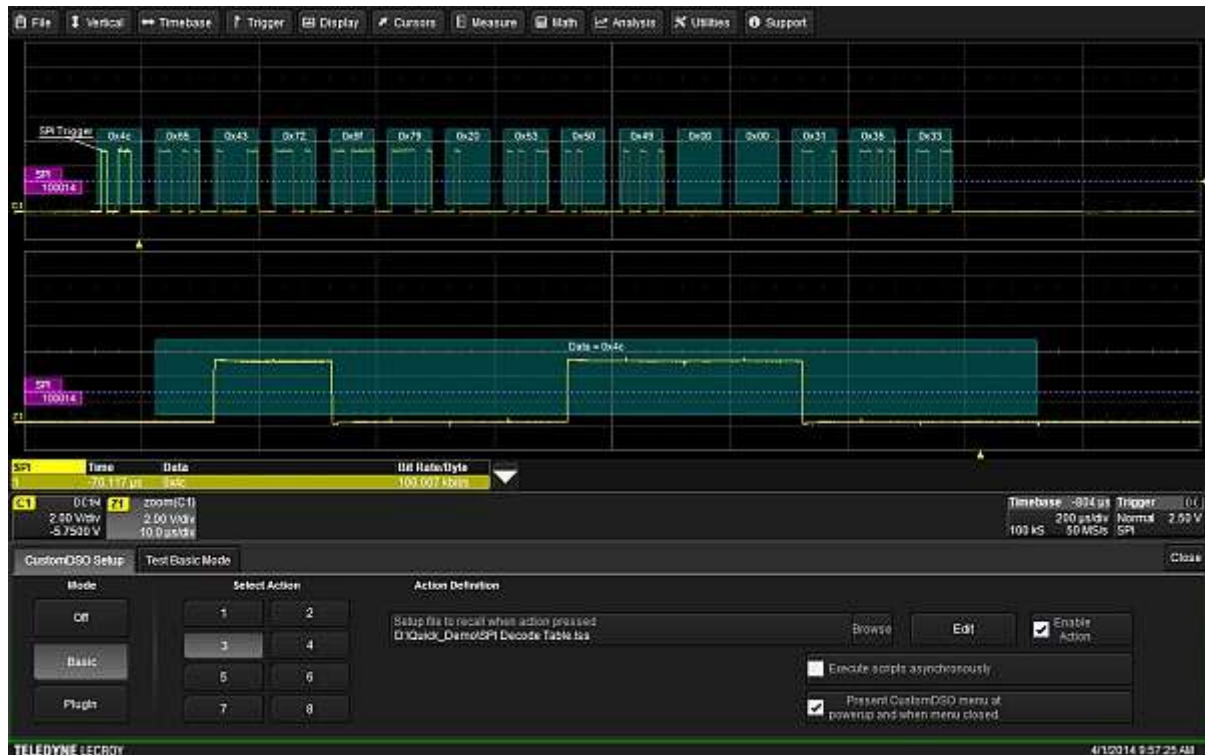 File Vertical Timebase Trigger Display Cursors Measure Math Analysis Utilities Support
SPI Trigger 0x4c 0x65 0x43 0x72 0x6f 0x79 0x20 0x53 0x50 0x49 0x00 0x00 0x31 0x35 0x33
SPI
100014
C1
Data = 0x4c
SPI
100014
Z1
SPI Time Data Bit Rate/Byte
1 -70.117 µs 0x4c 100.007 kbit/s
C1 DC1M
2.00 V/div
-5.7500 V
Z1 zoom(C1)
2.00 V/div
10.0 µs/div
Timebase -804 µs
200 µs/div
100 kS 50 MS/s
Trigger
Normal 2.50 V
SPI
CustomDSO Setup Test Basic Mode Close
Mode Select Action Action Definition
Off
Basic
PlugIn
1 2
3 4
5 6
7 8
Setup file to recall when action pressed
D:\Quick_Demo\SPI Decode Table.lss
Browse Edit Enable
Action
Execute scripts asynchronously
Present CustomDSO menu at
powerup and when menu closed
TELEDYNE LECROY 4/1/2014 9:57:25 AM